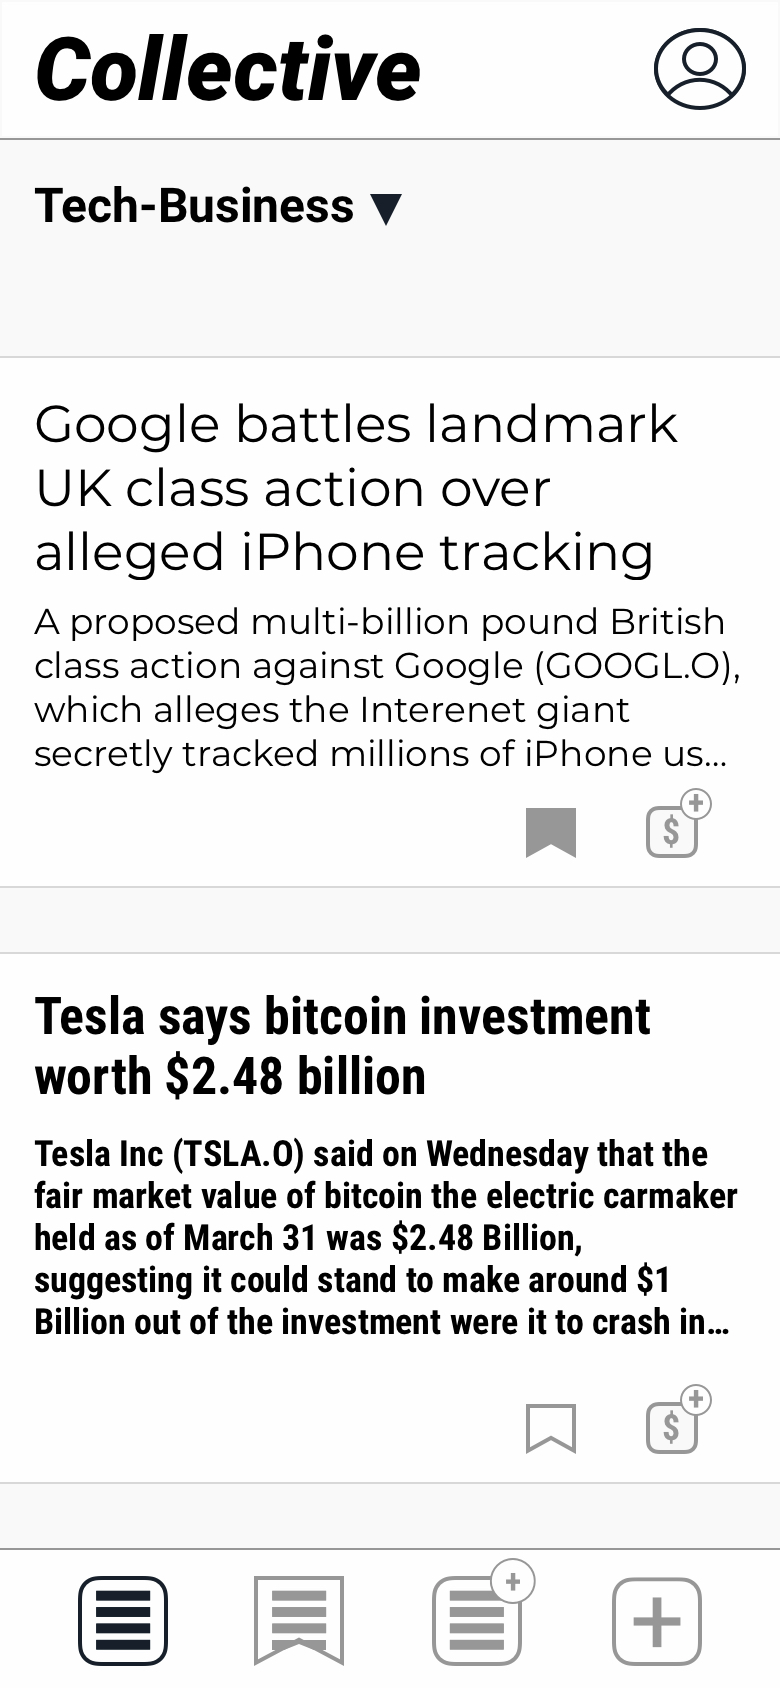 Collective
Tech-Business ▼
Google battles landmark
UK class action over
alleged iPhone tracking
A proposed multi-billion pound British
class action against Google (GOOGL.O),
which alleges the Interenet giant
secretly tracked millions of iPhone us...
$ +
Tesla says bitcoin investment
worth $2.48 billion
Tesla Inc (TSLA.O) said on Wednesday that the
fair market value of bitcoin the electric carmaker
held as of March 31 was $2.48 Billion,
suggesting it could stand to make around $1
Billion out of the investment were it to crash in...
$ +